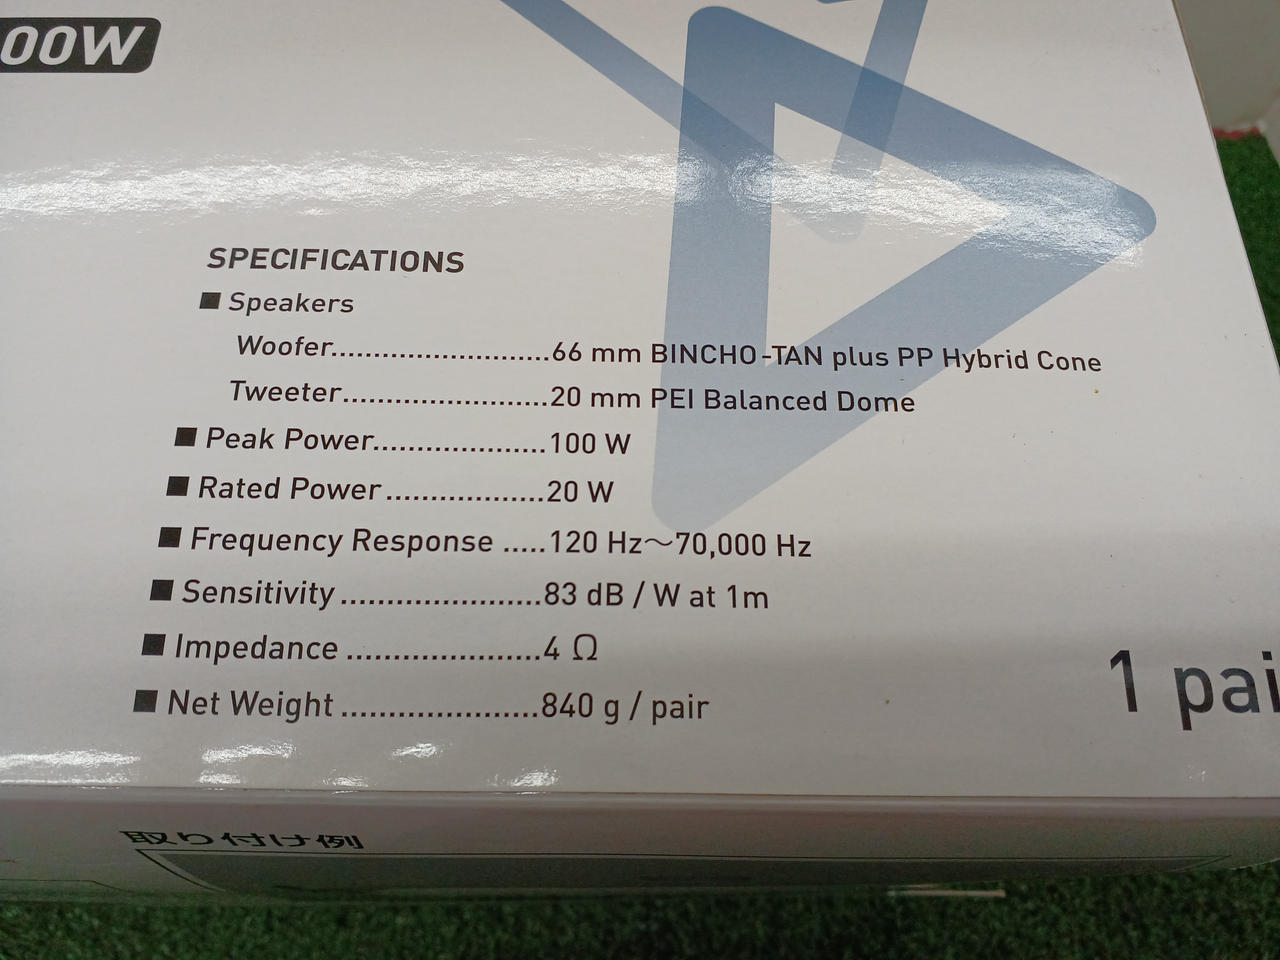 00W
SPECIFICATIONS
■ Speakers
Woofer..........................66 mm BINCHO-TAN plus PP Hybrid Cone
Tweeter........................20 mm PEI Balanced Dome
■ Peak Power....................100 W
■ Rated Power..................20 W
■ Frequency Response .....120 Hz～70,000 Hz
■ Sensitivity.......................83 dB / W at 1m
■ Impedance ......................4 Ω
■ Net Weight .......................840 g / pair
1 pai
取り付け例